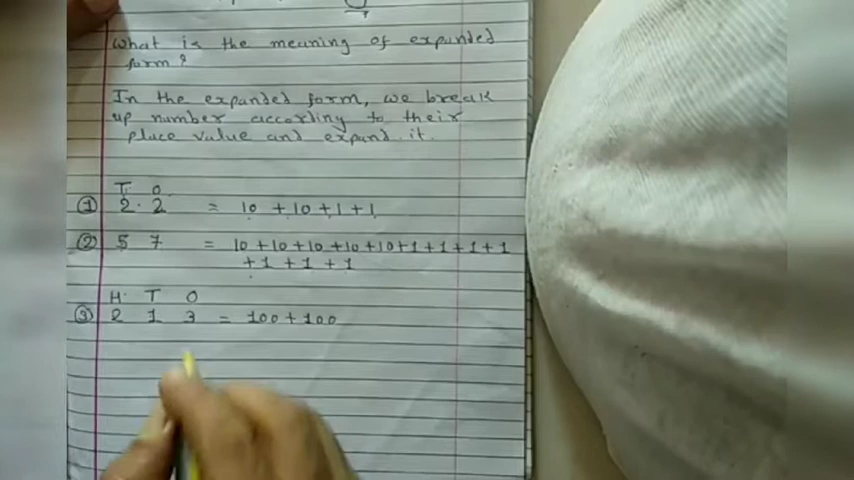 What is the meaning of expanded
form?
In the expanded form, we break
up number according to their
place value and expand it.
T O
① 2 2 = 10 + 10 + 1 + 1
② 5 7 = 10 + 10 + 10 + 10 + 10 + 1 + 1 + 1 + 1
+ 1 + 1 + 1
H T O
③ 2 1 3 = 100 + 100